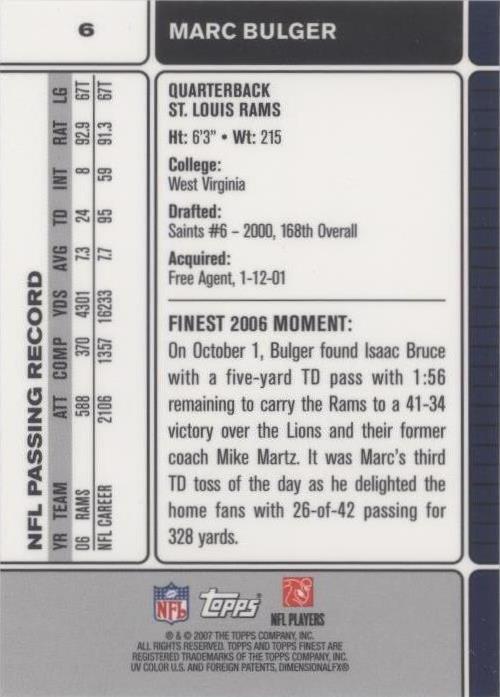 6
MARC BULGER
NFL PASSING RECORD
YR TEAM ATT COMP YDS AVG TD INT RAT LG
06 RAMS 588 370 4301 7.3 24 8 92.9 67T
NFL CAREER 2106 1357 16233 7.7 95 59 91.3 67T
QUARTERBACK
ST. LOUIS RAMS
Ht: 6'3" • Wt: 215
College:
West Virginia
Drafted:
Saints #6 – 2000, 168th Overall
Acquired:
Free Agent, 1-12-01
FINEST 2006 MOMENT:
On October 1, Bulger found Isaac Bruce
with a five-yard TD pass with 1:56
remaining to carry the Rams to a 41-34
victory over the Lions and their former
coach Mike Martz. It was Marc's third
TD toss of the day as he delighted the
home fans with 26-of-42 passing for
328 yards.
NFL
Topps
NFL PLAYERS
® & © 2007 THE TOPPS COMPANY, INC.
ALL RIGHTS RESERVED. TOPPS AND TOPPS FINEST ARE
REGISTERED TRADEMARKS OF THE TOPPS COMPANY, INC.
UV COLOR U.S. AND FOREIGN PATENTS, DIMENSIONALFX®